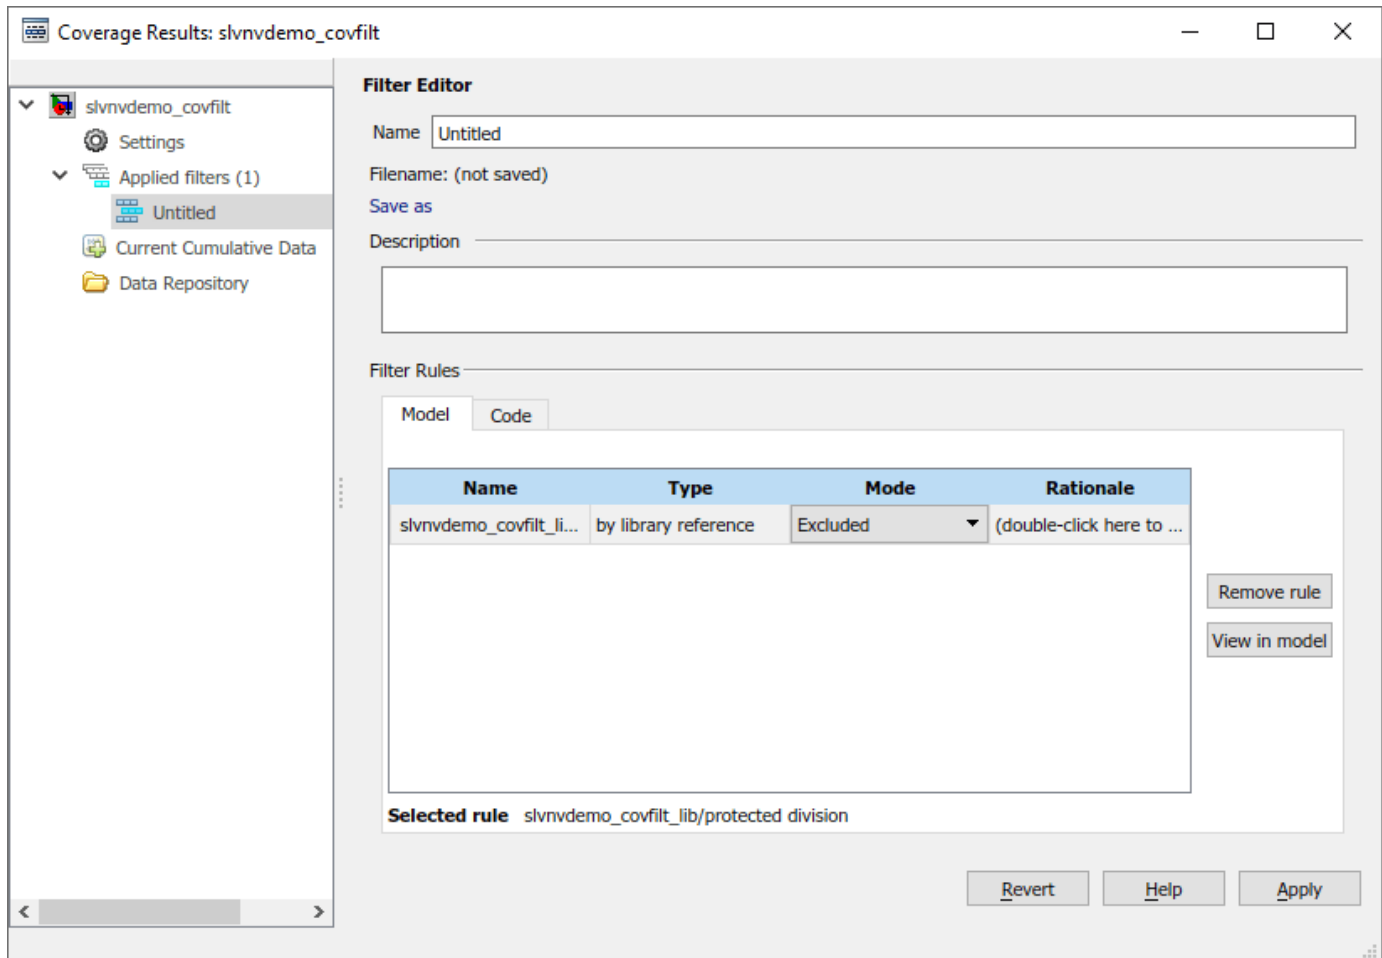 Coverage Results: slvnvdemo_covfilt
slvnvdemo_covfilt
Settings
Applied filters (1)
Untitled
Current Cumulative Data
Data Repository
Filter Editor
Name Untitled
Filename: (not saved)
Save as
Description
Filter Rules
Model Code
Name Type Mode Rationale
slvnvdemo_covfilt_li... by library reference Excluded (double-click here to ...
Remove rule
View in model
Selected rule slvnvdemo_covfilt_lib/protected division
Revert Help Apply